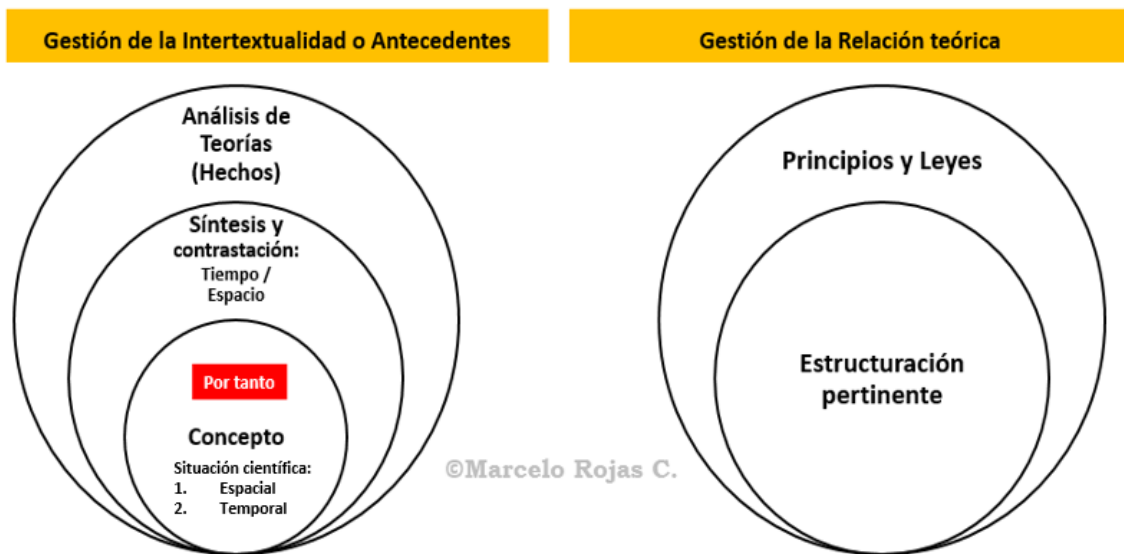 Gestión de la Intertextualidad o Antecedentes
Análisis de
Teorías
(Hechos)
Síntesis y
contrastación:
Tiempo /
Espacio
Por tanto
Concepto
Situación científica:
1. Espacial
2. Temporal
Gestión de la Relación teórica
Principios y Leyes
Estructuración
pertinente
©Marcelo Rojas C.